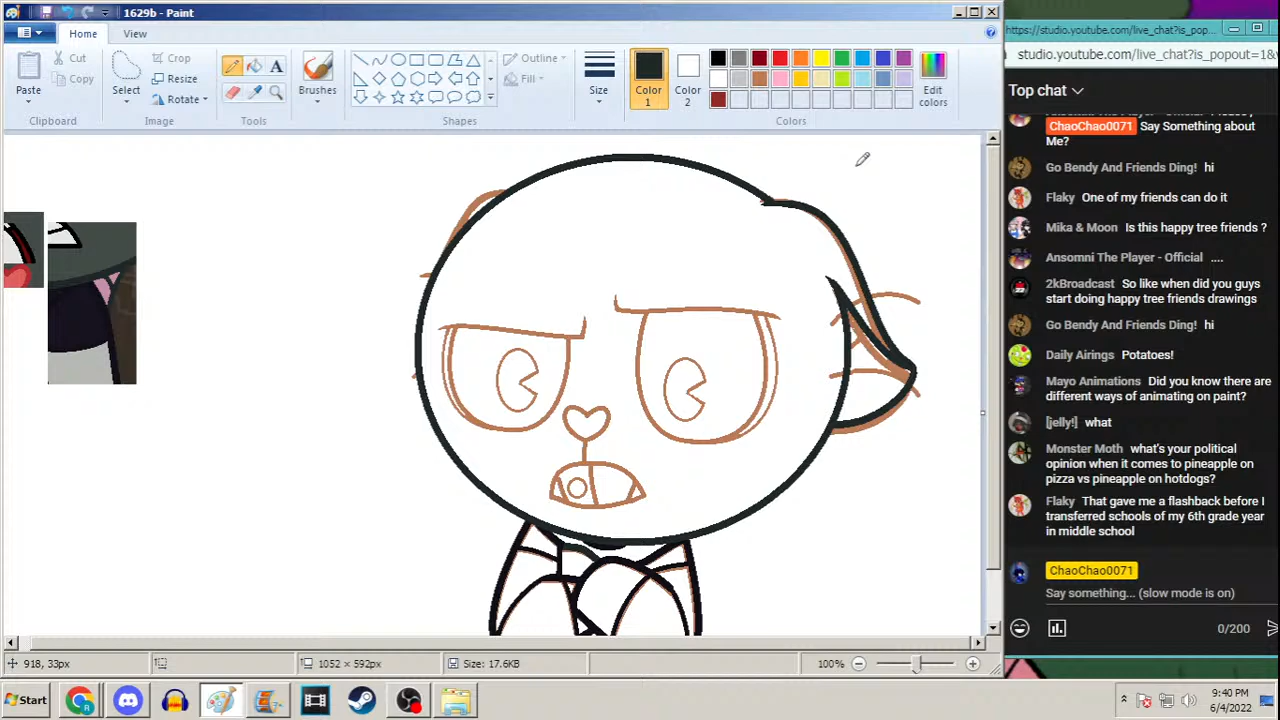 1629b - Paint
https://studio.youtube.com/live_chat?is_pop...
Home
View
studio.youtube.com/live_chat?is_popout=1&
Paste
Cut
Copy
Clipboard
Select
Crop
Resize
Rotate
Image
Tools
Brushes
Shapes
Outline
Fill
Size
Color
1
Color
2
Edit
colors
Colors
Top chat
ChaoChao0071 Say Something about
Me?
Go Bendy And Friends Ding! hi
Flaky One of my friends can do it
Mika & Moon Is this happy tree friends ?
Ansomni The Player - Official ....
2kBroadcast So like when did you guys
start doing happy tree friends drawings
Go Bendy And Friends Ding! hi
Daily Airings Potatoes!
Mayo Animations Did you know there are
different ways of animating on paint?
[jelly!] what
Monster Moth what's your political
opinion when it comes to pineapple on
pizza vs pineapple on hotdogs?
Flaky That gave me a flashback before I
transferred schools of my 6th grade year
in middle school
ChaoChao0071
Say something... (slow mode is on)
0/200
918, 33px
1052 × 592px
Size: 17.6KB
100%
Start
9:40 PM
6/4/2022